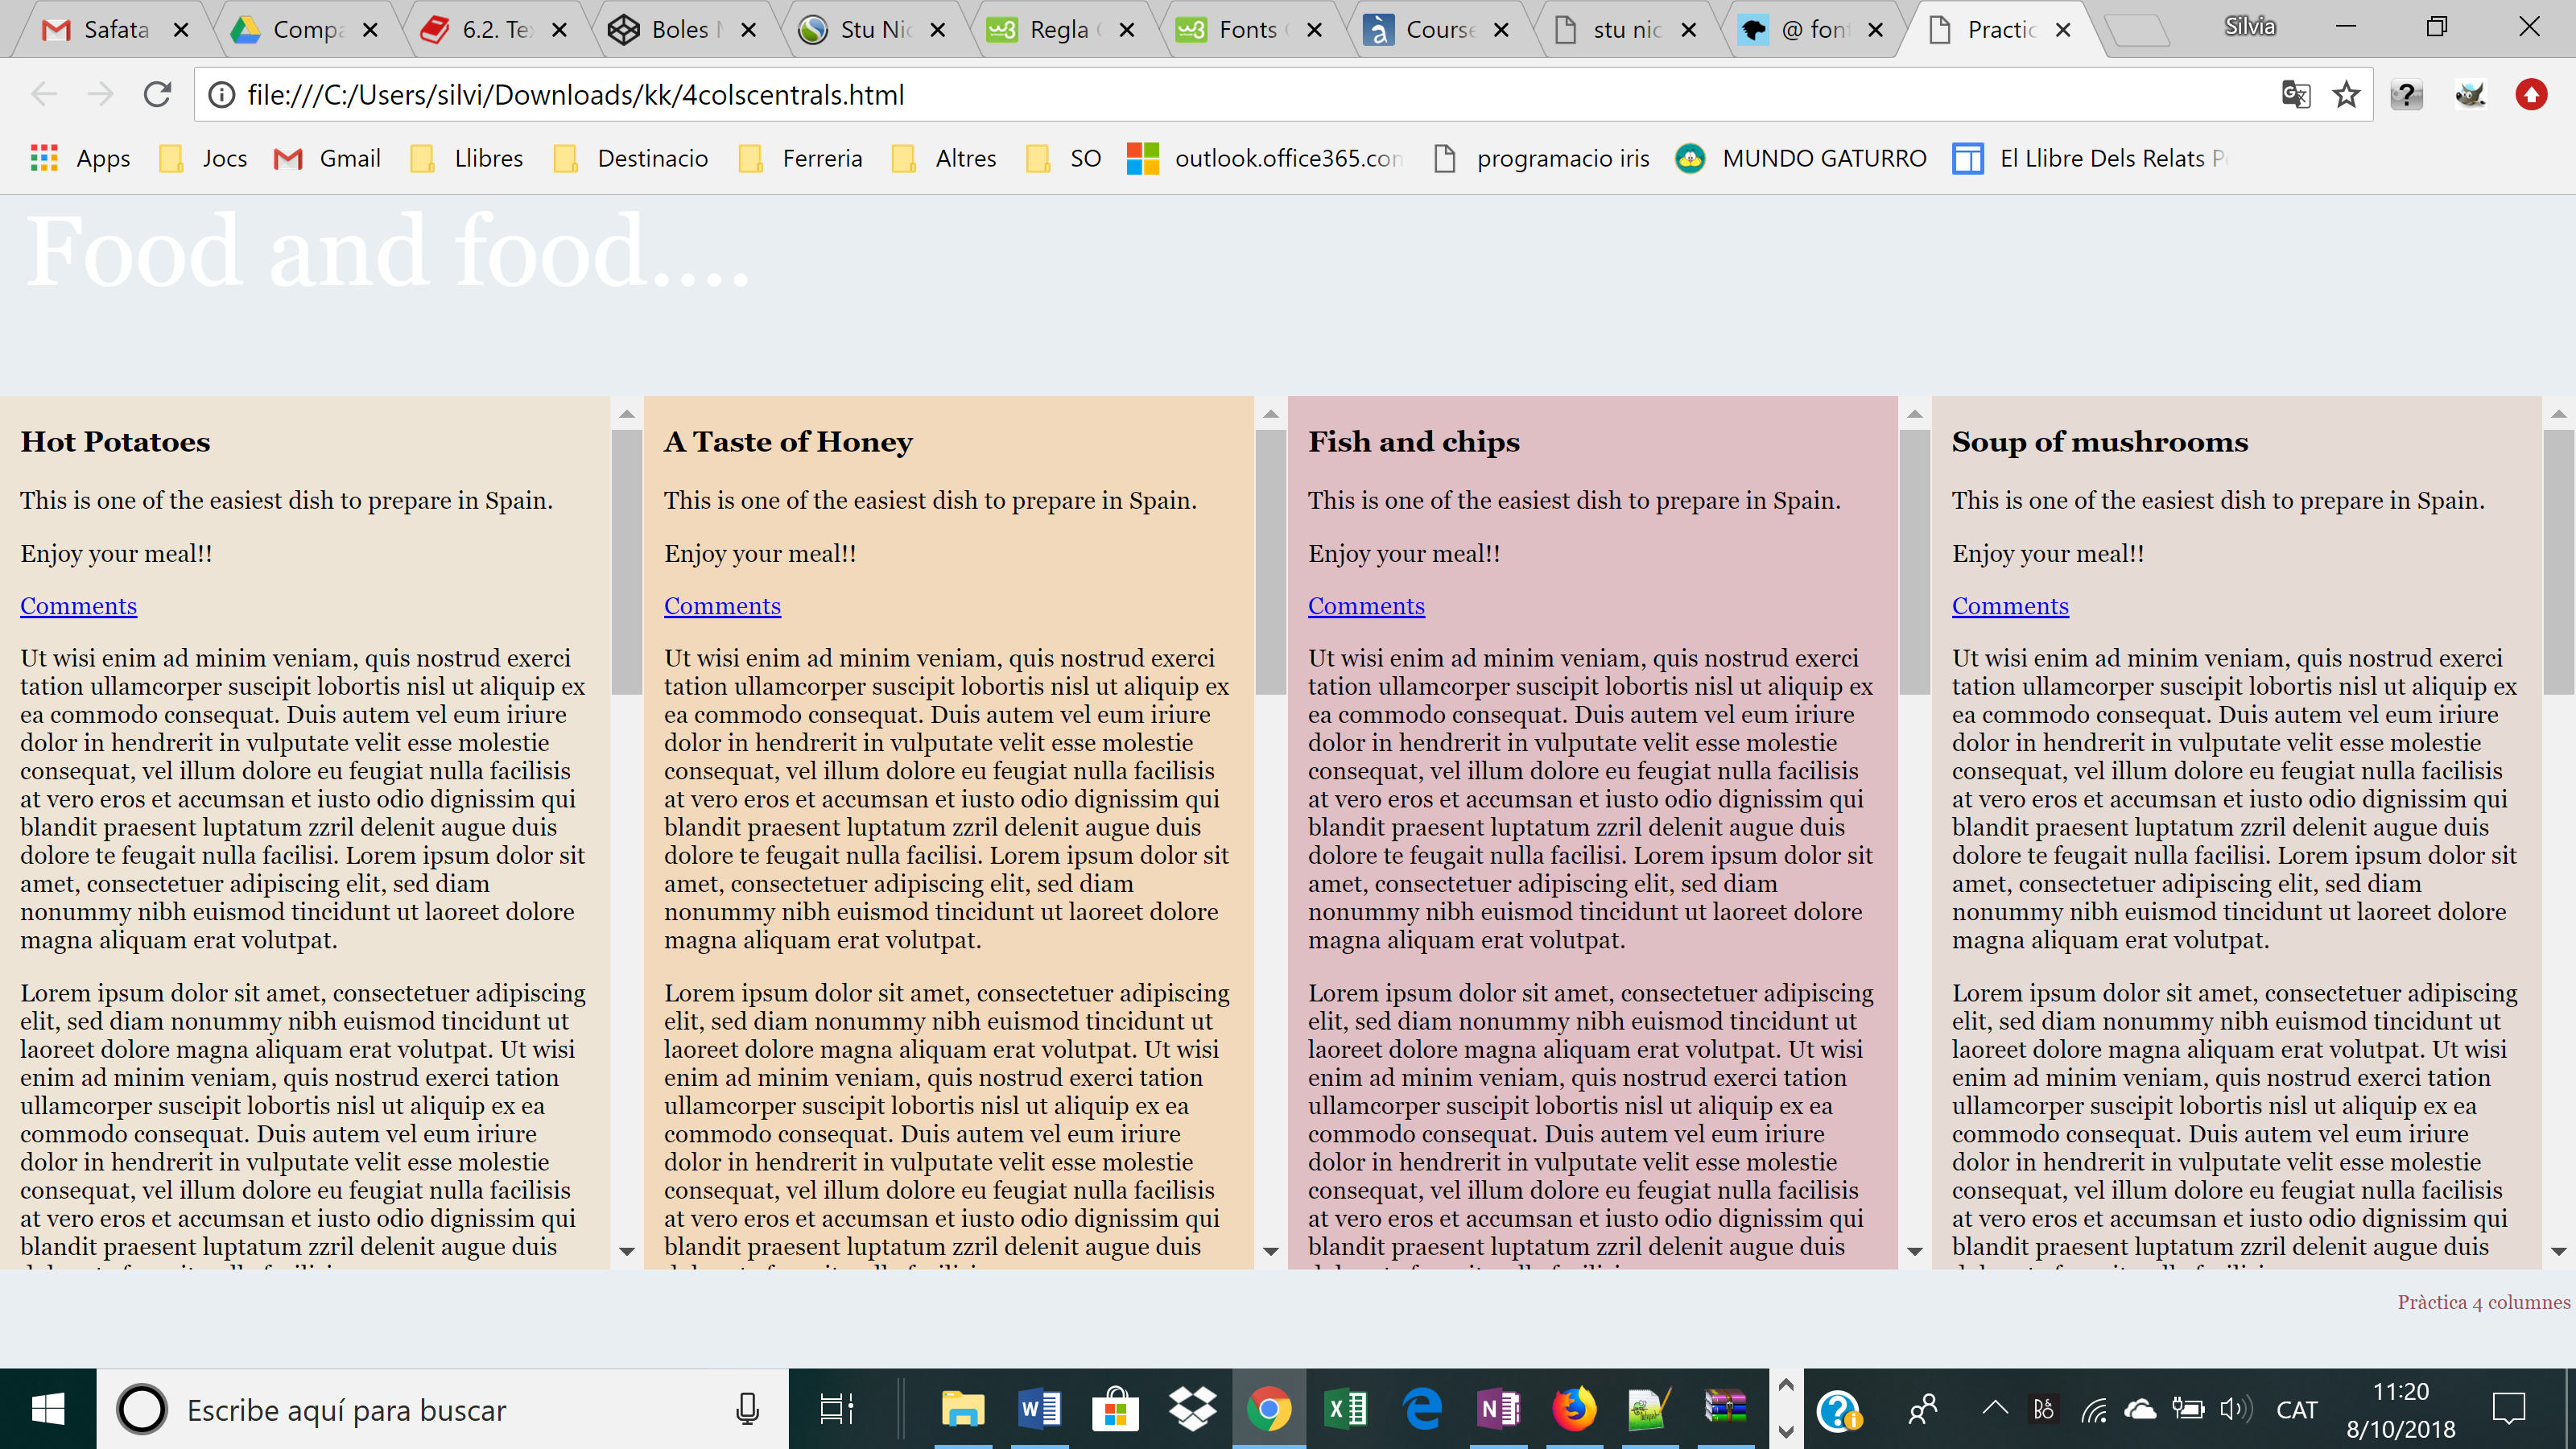 Safata
Compa
6.2. Te
Boles
Stu Nic
Regla
Fonts
Course
stu nic
@ fon
Practic
Silvia
file:///C:/Users/silvi/Downloads/kk/4colscentrals.html
Apps
Jocs
Gmail
Llibres
Destinacio
Ferreria
Altres
SO
outlook.office365.con
programacio iris
MUNDO GATURRO
El Llibre Dels Relats P
Food and food....
Hot Potatoes
This is one of the easiest dish to prepare in Spain.
Enjoy your meal!!
Comments
Ut wisi enim ad minim veniam, quis nostrud exerci
tation ullamcorper suscipit lobortis nisl ut aliquip ex
ea commodo consequat. Duis autem vel eum iriure
dolor in hendrerit in vulputate velit esse molestie
consequat, vel illum dolore eu feugiat nulla facilisis
at vero eros et accumsan et iusto odio dignissim qui
blandit praesent luptatum zzril delenit augue duis
dolore te feugait nulla facilisi. Lorem ipsum dolor sit
amet, consectetuer adipiscing elit, sed diam
nonummy nibh euismod tincidunt ut laoreet dolore
magna aliquam erat volutpat.
Lorem ipsum dolor sit amet, consectetuer adipiscing
elit, sed diam nonummy nibh euismod tincidunt ut
laoreet dolore magna aliquam erat volutpat. Ut wisi
enim ad minim veniam, quis nostrud exerci tation
ullamcorper suscipit lobortis nisl ut aliquip ex ea
commodo consequat. Duis autem vel eum iriure
dolor in hendrerit in vulputate velit esse molestie
consequat, vel illum dolore eu feugiat nulla facilisis
at vero eros et accumsan et iusto odio dignissim qui
blandit praesent luptatum zzril delenit augue duis
A Taste of Honey
This is one of the easiest dish to prepare in Spain.
Enjoy your meal!!
Comments
Ut wisi enim ad minim veniam, quis nostrud exerci
tation ullamcorper suscipit lobortis nisl ut aliquip ex
ea commodo consequat. Duis autem vel eum iriure
dolor in hendrerit in vulputate velit esse molestie
consequat, vel illum dolore eu feugiat nulla facilisis
at vero eros et accumsan et iusto odio dignissim qui
blandit praesent luptatum zzril delenit augue duis
dolore te feugait nulla facilisi. Lorem ipsum dolor sit
amet, consectetuer adipiscing elit, sed diam
nonummy nibh euismod tincidunt ut laoreet dolore
magna aliquam erat volutpat.
Lorem ipsum dolor sit amet, consectetuer adipiscing
elit, sed diam nonummy nibh euismod tincidunt ut
laoreet dolore magna aliquam erat volutpat. Ut wisi
enim ad minim veniam, quis nostrud exerci tation
ullamcorper suscipit lobortis nisl ut aliquip ex ea
commodo consequat. Duis autem vel eum iriure
dolor in hendrerit in vulputate velit esse molestie
consequat, vel illum dolore eu feugiat nulla facilisis
at vero eros et accumsan et iusto odio dignissim qui
blandit praesent luptatum zzril delenit augue duis
Fish and chips
This is one of the easiest dish to prepare in Spain.
Enjoy your meal!!
Comments
Ut wisi enim ad minim veniam, quis nostrud exerci
tation ullamcorper suscipit lobortis nisl ut aliquip ex
ea commodo consequat. Duis autem vel eum iriure
dolor in hendrerit in vulputate velit esse molestie
consequat, vel illum dolore eu feugiat nulla facilisis
at vero eros et accumsan et iusto odio dignissim qui
blandit praesent luptatum zzril delenit augue duis
dolore te feugait nulla facilisi. Lorem ipsum dolor sit
amet, consectetuer adipiscing elit, sed diam
nonummy nibh euismod tincidunt ut laoreet dolore
magna aliquam erat volutpat.
Lorem ipsum dolor sit amet, consectetuer adipiscing
elit, sed diam nonummy nibh euismod tincidunt ut
laoreet dolore magna aliquam erat volutpat. Ut wisi
enim ad minim veniam, quis nostrud exerci tation
ullamcorper suscipit lobortis nisl ut aliquip ex ea
commodo consequat. Duis autem vel eum iriure
dolor in hendrerit in vulputate velit esse molestie
consequat, vel illum dolore eu feugiat nulla facilisis
at vero eros et accumsan et iusto odio dignissim qui
blandit praesent luptatum zzril delenit augue duis
Soup of mushrooms
This is one of the easiest dish to prepare in Spain.
Enjoy your meal!!
Comments
Ut wisi enim ad minim veniam, quis nostrud exerci
tation ullamcorper suscipit lobortis nisl ut aliquip ex
ea commodo consequat. Duis autem vel eum iriure
dolor in hendrerit in vulputate velit esse molestie
consequat, vel illum dolore eu feugiat nulla facilisis
at vero eros et accumsan et iusto odio dignissim qui
blandit praesent luptatum zzril delenit augue duis
dolore te feugait nulla facilisi. Lorem ipsum dolor sit
amet, consectetuer adipiscing elit, sed diam
nonummy nibh euismod tincidunt ut laoreet dolore
magna aliquam erat volutpat.
Lorem ipsum dolor sit amet, consectetuer adipiscing
elit, sed diam nonummy nibh euismod tincidunt ut
laoreet dolore magna aliquam erat volutpat. Ut wisi
enim ad minim veniam, quis nostrud exerci tation
ullamcorper suscipit lobortis nisl ut aliquip ex ea
commodo consequat. Duis autem vel eum iriure
dolor in hendrerit in vulputate velit esse molestie
consequat, vel illum dolore eu feugiat nulla facilisis
at vero eros et accumsan et iusto odio dignissim qui
blandit praesent luptatum zzril delenit augue duis
Pràctica 4 columnes
Escribe aquí para buscar
CAT
11:20
8/10/2018